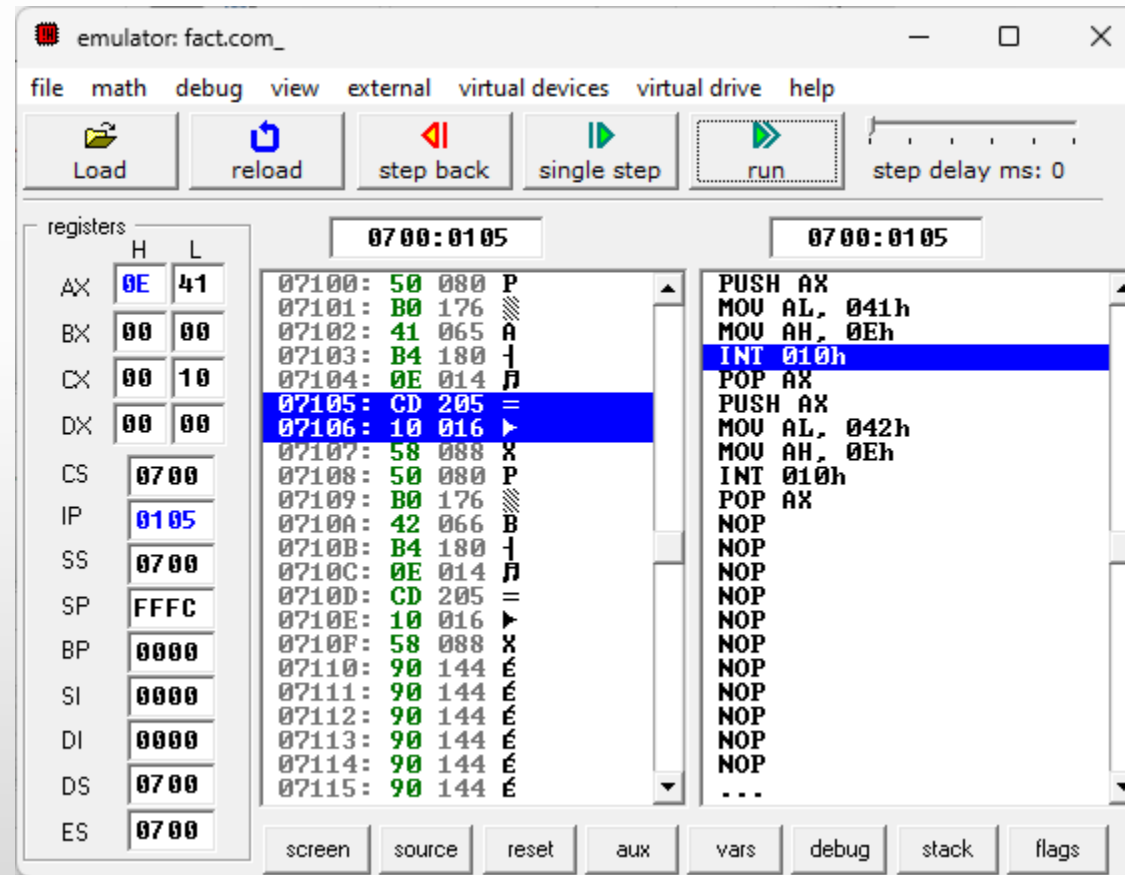 emulator: fact.com_
file math debug view external virtual devices virtual drive help
Load reload step back single step run step delay ms: 0
registers
H L
AX 0E 41
BX 00 00
CX 00 10
DX 00 00
CS 0700
IP 0105
SS 0700
SP FFFC
BP 0000
SI 0000
DI 0000
DS 0700
ES 0700
0700:0105
07100: 50 080 P
07101: B0 176 ▒
07102: 41 065 A
07103: B4 180 ┤
07104: 0E 014 ♫
07105: CD 205 =
07106: 10 016 ►
07107: 58 088 X
07108: 50 080 P
07109: B0 176 ▒
0710A: 42 066 B
0710B: B4 180 ┤
0710C: 0E 014 ♫
0710D: CD 205 =
0710E: 10 016 ►
0710F: 58 088 X
07110: 90 144 É
07111: 90 144 É
07112: 90 144 É
07113: 90 144 É
07114: 90 144 É
07115: 90 144 É
0700:0105
PUSH AX
MOV AL, 041h
MOV AH, 0Eh
INT 010h
POP AX
PUSH AX
MOV AL, 042h
MOV AH, 0Eh
INT 010h
POP AX
NOP
NOP
NOP
NOP
NOP
NOP
NOP
NOP
NOP
NOP
NOP
...
screen source reset aux vars debug stack flags